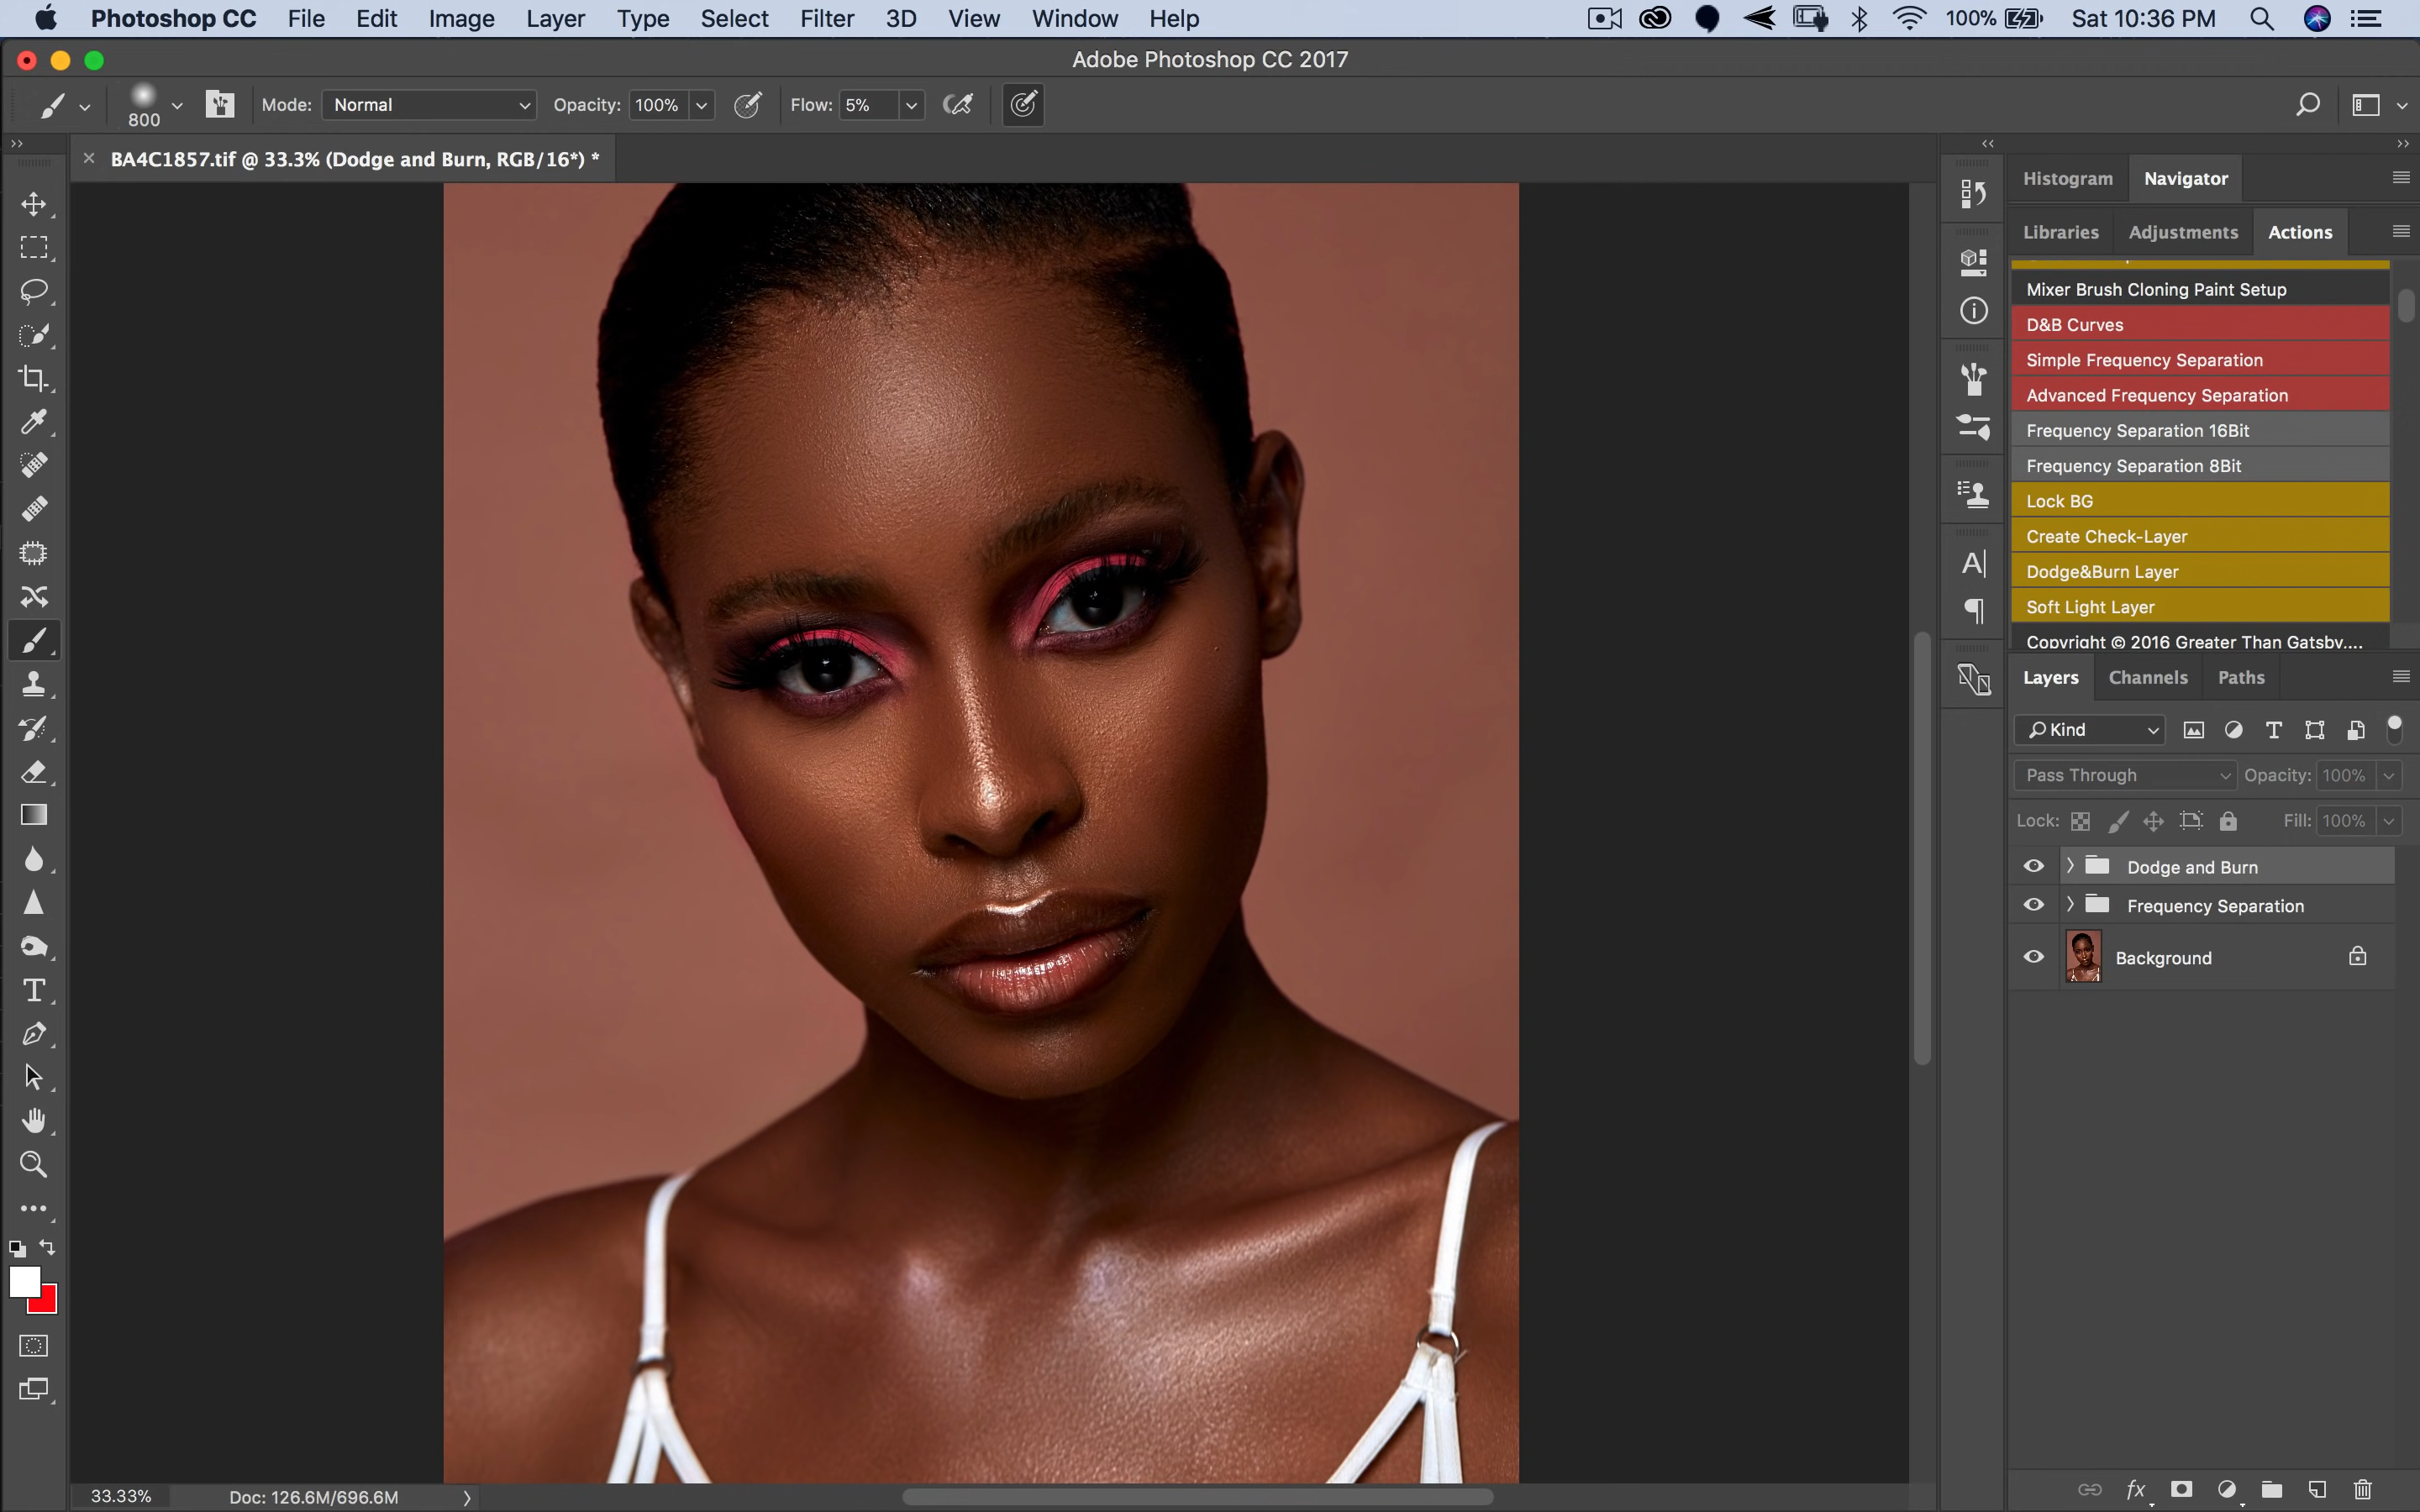 Photoshop CC File Edit Image Layer Type Select Filter 3D View Window Help 100% Sat 10:36 PM
Adobe Photoshop CC 2017
800 Mode: Normal Opacity: 100% Flow: 5%
BA4C1857.tif @ 33.3% (Dodge and Burn, RGB/16*) *
Histogram Navigator
Libraries Adjustments Actions
Mixer Brush Cloning Paint Setup
D&B Curves
Simple Frequency Separation
Advanced Frequency Separation
Frequency Separation 16Bit
Frequency Separation 8Bit
Lock BG
Create Check-Layer
Dodge&Burn Layer
Soft Light Layer
Copyright © 2016 Greater Than Gatsby....
Layers Channels Paths
Kind
Pass Through Opacity: 100%
Lock: Fill: 100%
Dodge and Burn
Frequency Separation
Background
fx
33.33% Doc: 126.6M/696.6M